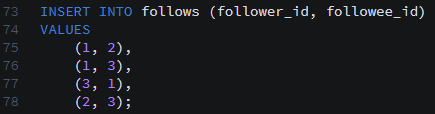 73 INSERT INTO follows (follower_id, followee_id)
74 VALUES
75     (1, 2),
76     (1, 3),
77     (3, 1),
78     (2, 3);